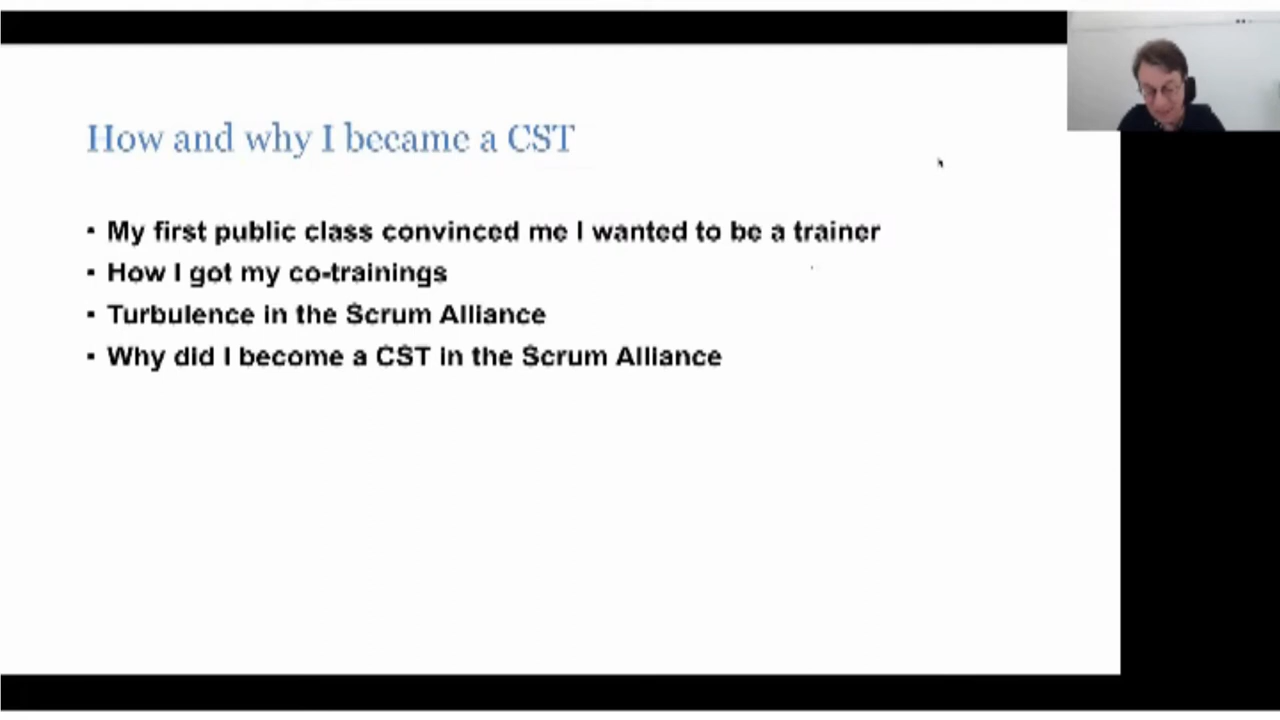 How and why I became a CST
▪ My first public class convinced me I wanted to be a trainer
▪ How I got my co-trainings
▪ Turbulence in the Scrum Alliance
▪ Why did I become a CST in the Scrum Alliance